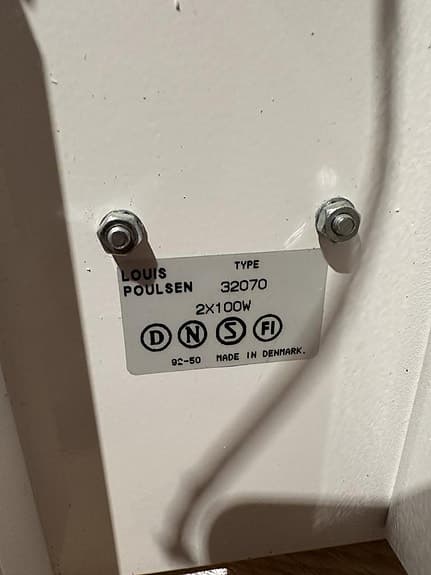 LOUIS TYPE
POULSEN 32070
2X100W
D N S FI
92-50 MADE IN DENMARK.